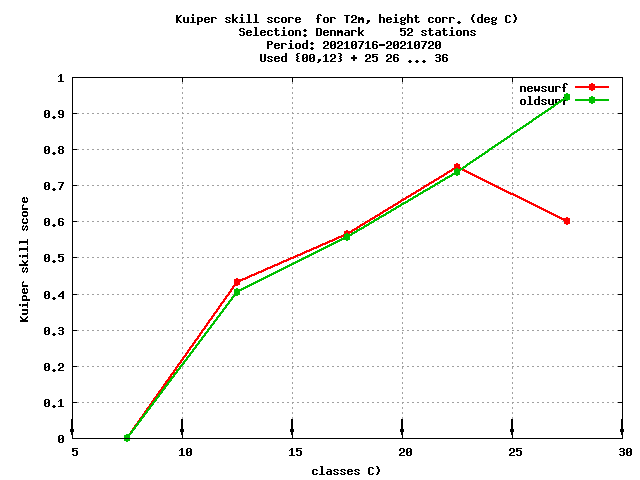 Kuiper skill score  for T2m, height corr. (deg C)
Selection: Denmark     52 stations
Period: 20210716-20210720
Used {00,12} + 25 26 ... 36
1
newsurf
oldsurf
0.9
0.8
0.7
0.6
0.5
0.4
0.3
0.2
0.1
0
Kuiper skill score
5 10 15 20 25 30
classes C)